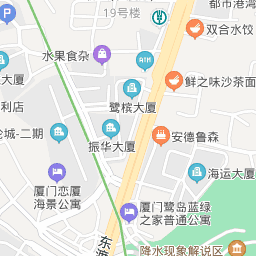 都市港湾
19号楼
双合水饺
水果食杂
ATM
鲜之味沙茶面
大厦
鹭槟大厦
利店
安德鲁森
论城-二期
振华大厦
海运大厦
厦门恋厦
海景公寓
厦门鹭岛蓝绿
之家普通公寓
东渡
降水现象解说区